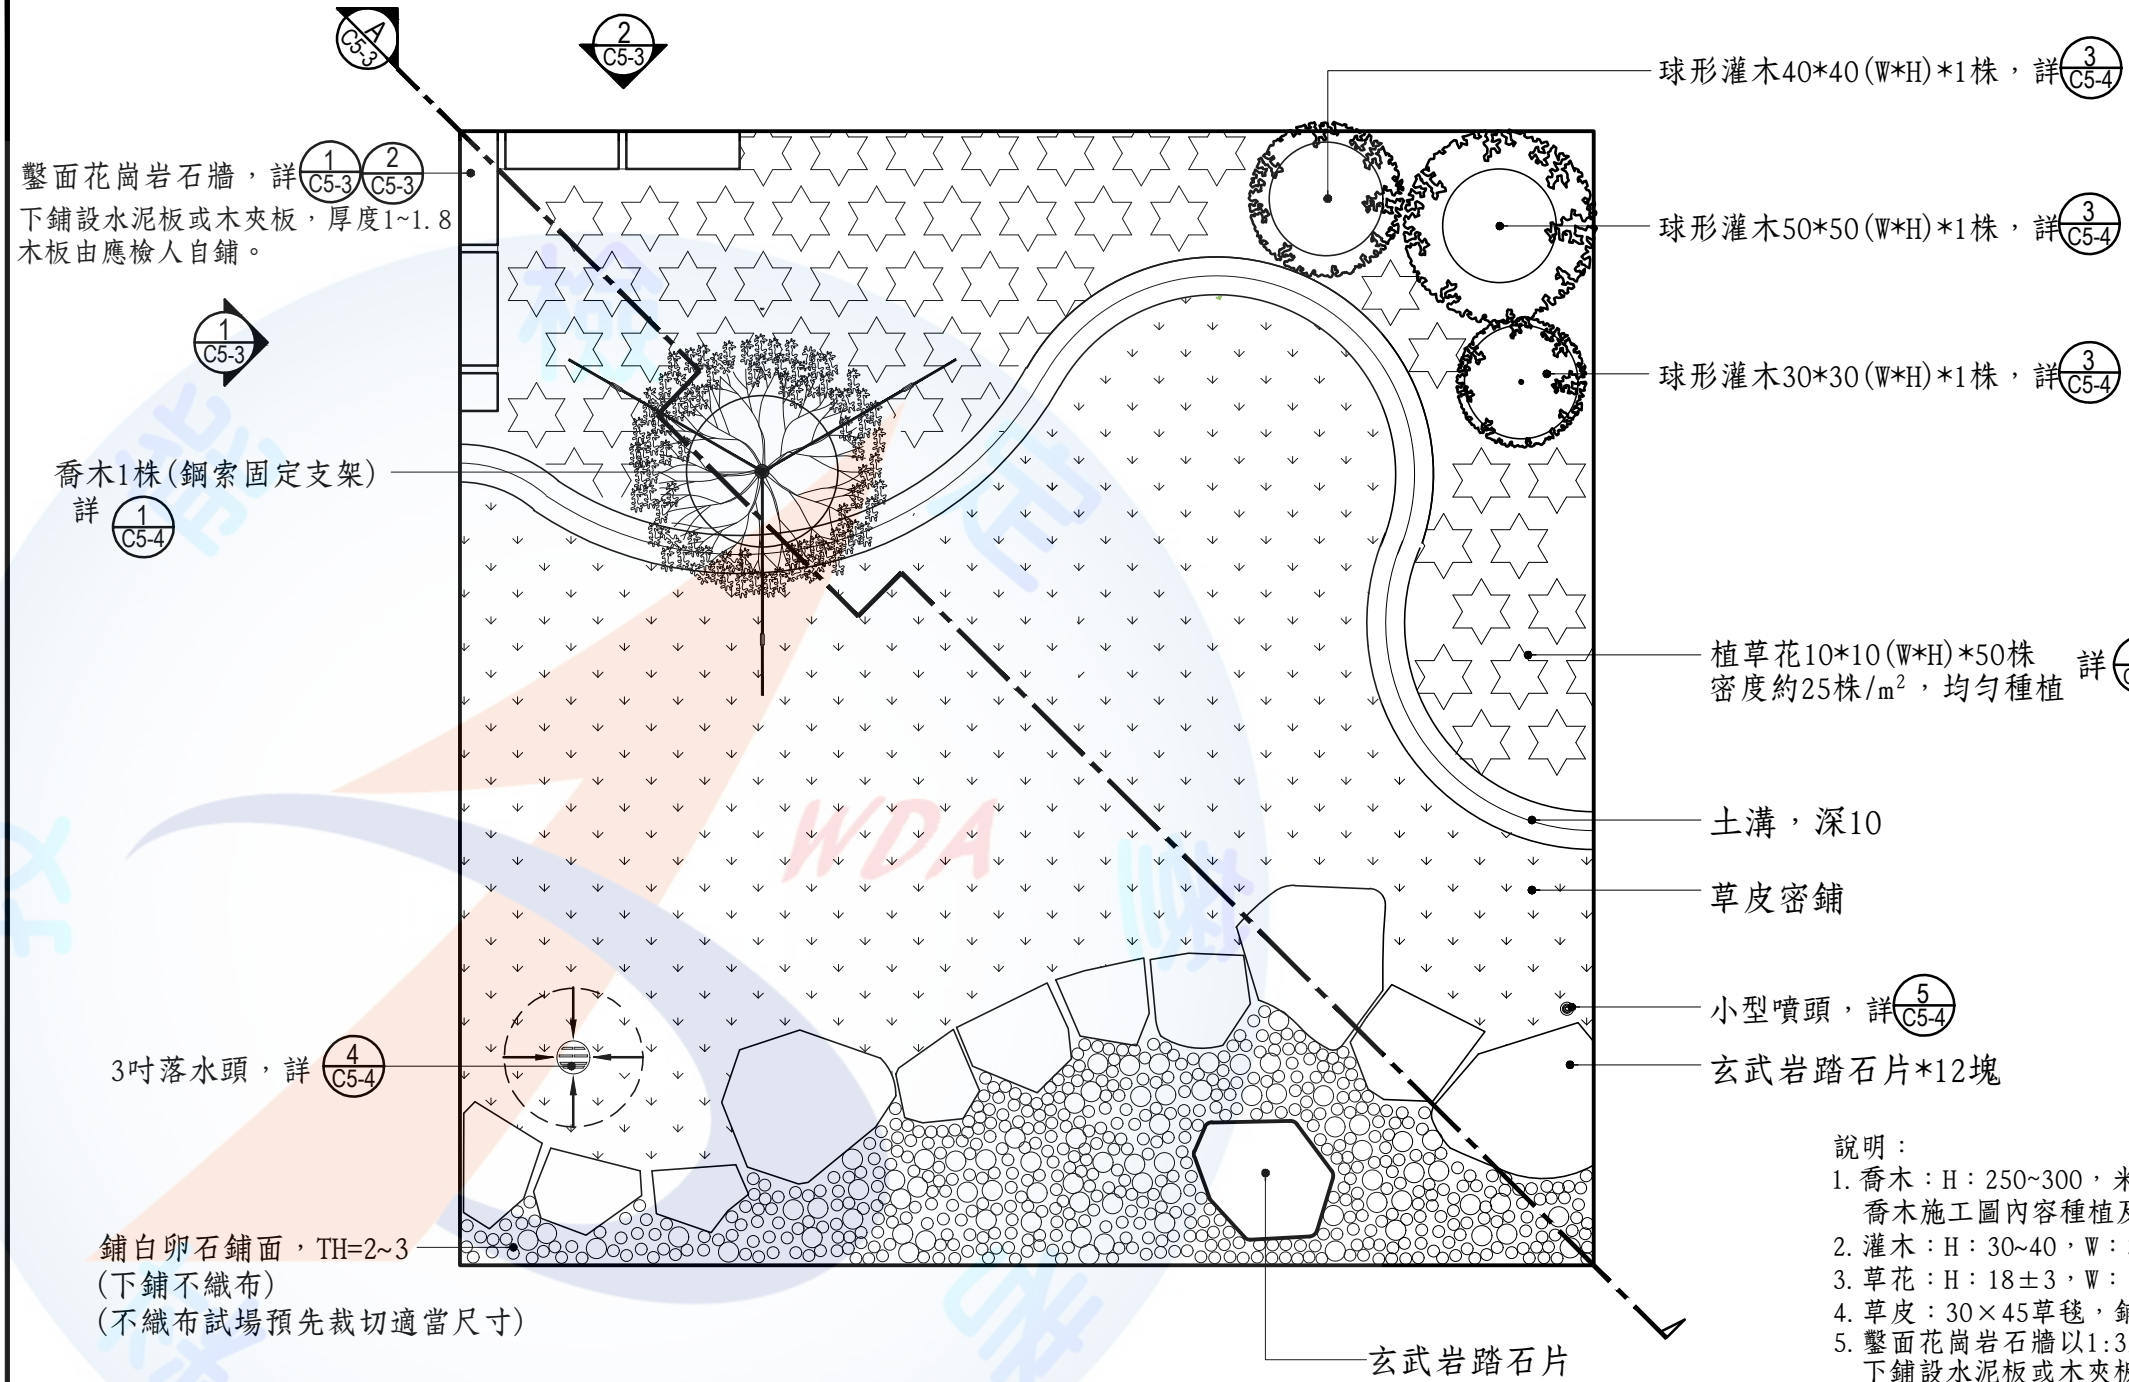 A
C5-3
2
C5-3
球形灌木40*40(W*H)*1株，詳
3
C5-4
鑿面花崗岩石牆，詳
1
C5-3
2
C5-3
下鋪設水泥板或木夾板，厚度1~1.8
木板由應檢人自鋪。
球形灌木50*50(W*H)*1株，詳
3
C5-4
1
C5-3
球形灌木30*30(W*H)*1株，詳
3
C5-4
喬木1株(鋼索固定支架)
詳
1
C5-4
植草花10*10(W*H)*50株
密度約25株/m²，均勻種植
詳
土溝，深10
WDA
草皮密鋪
小型噴頭，詳
5
C5-4
3吋落水頭，詳
4
C5-4
玄武岩踏石片*12塊
鋪白卵石鋪面，TH=2~3
(下鋪不織布)
(不織布試場預先裁切適當尺寸)
玄武岩踏石片
說明：
1. 喬木：H：250~300，米
喬木施工圖內容種植及
2. 灌木：H：30~40，W：
3. 草花：H：18±3，W：
4. 草皮：30×45草毯，鋪
5. 鑿面花崗岩石牆以1:3
下鋪設水泥板或木夾板